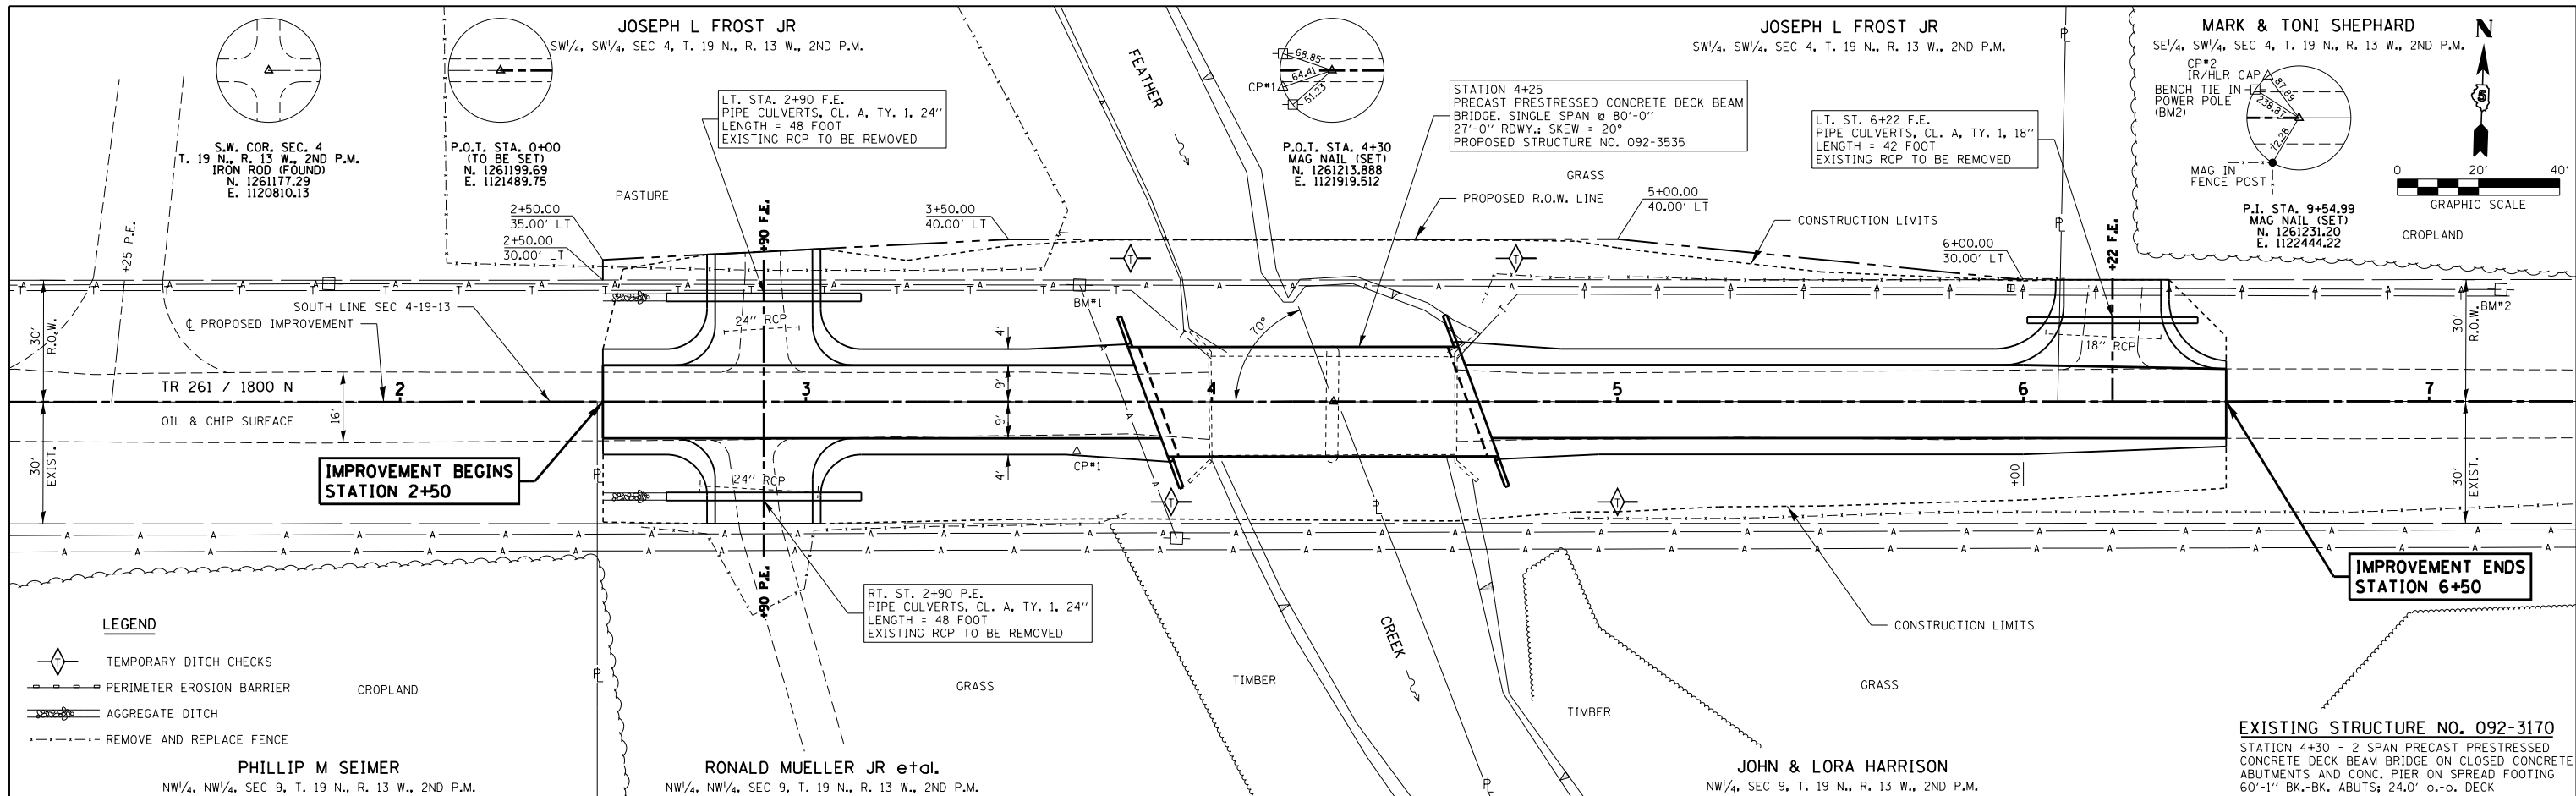 JOSEPH L FROST JR
SW1/4, SW1/4, SEC 4, T. 19 N., R. 13 W., 2ND P.M.
JOSEPH L FROST JR
SW1/4, SW1/4, SEC 4, T. 19 N., R. 13 W., 2ND P.M.
MARK & TONI SHEPHARD
SE1/4, SW1/4, SEC 4, T. 19 N., R. 13 W., 2ND P.M.
N
5
S.W. COR. SEC. 4
T. 19 N., R. 13 W., 2ND P.M.
IRON ROD (FOUND)
N. 1261177.29
E. 1120810.13
P.O.T. STA. 0+00
(TO BE SET)
N. 1261199.69
E. 1121489.75
LT. STA. 2+90 F.E.
PIPE CULVERTS, CL. A, TY. 1, 24"
LENGTH = 48 FOOT
EXISTING RCP TO BE REMOVED
FEATHER
68.85
64.41
51.23
CP#1
P.O.T. STA. 4+30
MAG NAIL (SET)
N. 1261213.888
E. 1121919.512
STATION 4+25
PRECAST PRESTRESSED CONCRETE DECK BEAM
BRIDGE. SINGLE SPAN @ 80'-0"
27'-0" RDWY.; SKEW = 20°
PROPOSED STRUCTURE NO. 092-3535
LT. ST. 6+22 F.E.
PIPE CULVERTS, CL. A, TY. 1, 18"
LENGTH = 42 FOOT
EXISTING RCP TO BE REMOVED
CP#2
IR/HLR CAP
BENCH TIE IN
POWER POLE
(BM2)
87.89
238.87
72.28
MAG IN
FENCE POST
P.I. STA. 9+54.99
MAG NAIL (SET)
N. 1261231.20
E. 1122444.22
0 20' 40'
GRAPHIC SCALE
CROPLAND
PASTURE
GRASS
+25 P.E.
2+50.00
35.00' LT
2+50.00
30.00' LT
+90 F.E.
3+50.00
40.00' LT
PROPOSED R.O.W. LINE
5+00.00
40.00' LT
CONSTRUCTION LIMITS
6+00.00
30.00' LT
+22 F.E.
SOUTH LINE SEC 4-19-13
℄ PROPOSED IMPROVEMENT
24" RCP
BM#1
70°
18" RCP
BM#2
30'
R.O.W.
30'
R.O.W.
TR 261 / 1800 N
2
3
4
5
6
7
OIL & CHIP SURFACE
16'
4'
9'
9'
4'
30'
EXIST.
30'
EXIST.
IMPROVEMENT BEGINS
STATION 2+50
24" RCP
CP#1
+00
+90 P.E.
RT. ST. 2+90 P.E.
PIPE CULVERTS, CL. A, TY. 1, 24"
LENGTH = 48 FOOT
EXISTING RCP TO BE REMOVED
IMPROVEMENT ENDS
STATION 6+50
CONSTRUCTION LIMITS
LEGEND
TEMPORARY DITCH CHECKS
PERIMETER EROSION BARRIER
AGGREGATE DITCH
REMOVE AND REPLACE FENCE
CROPLAND
GRASS
TIMBER
CREEK
TIMBER
GRASS
PHILLIP M SEIMER
NW1/4, NW1/4, SEC 9, T. 19 N., R. 13 W., 2ND P.M.
RONALD MUELLER JR etal.
NW1/4, NW1/4, SEC 9, T. 19 N., R. 13 W., 2ND P.M.
JOHN & LORA HARRISON
NW1/4, SEC 9, T. 19 N., R. 13 W., 2ND P.M.
EXISTING STRUCTURE NO. 092-3170
STATION 4+30 - 2 SPAN PRECAST PRESTRESSED
CONCRETE DECK BEAM BRIDGE ON CLOSED CONCRETE
ABUTMENTS AND CONC. PIER ON SPREAD FOOTING
60'-1" BK.-BK. ABUTS; 24.0' o.-o. DECK